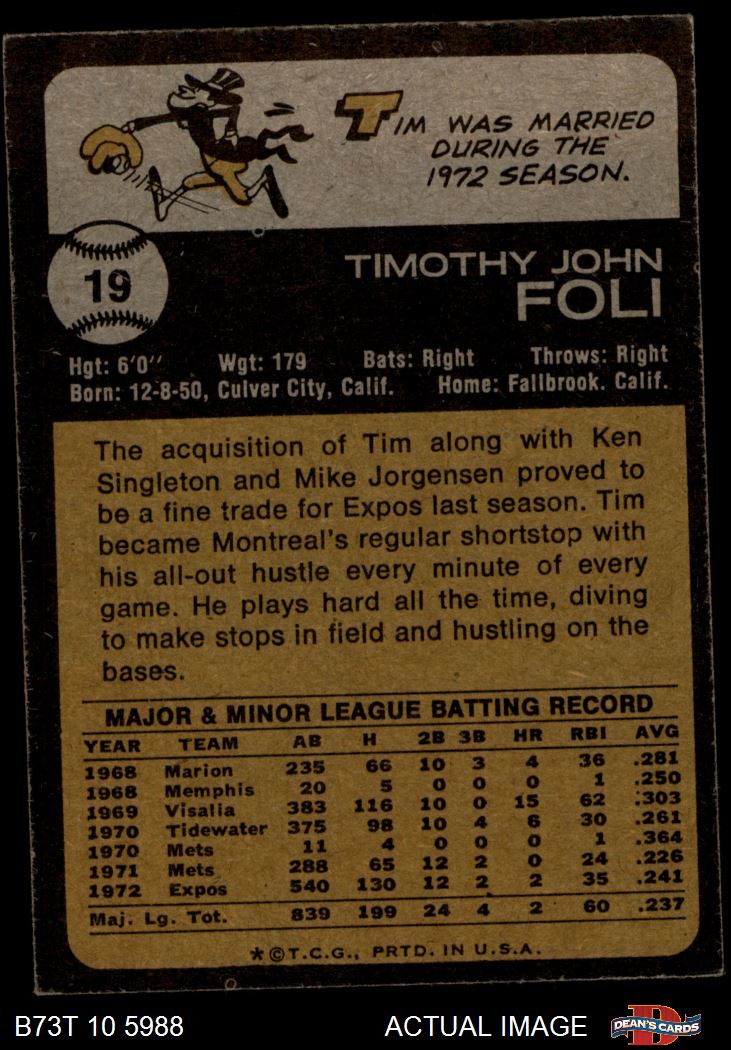 TIM WAS MARRIED
DURING THE
1972 SEASON.
19
TIMOTHY JOHN
FOLI
Hgt: 6'0" Wgt: 179 Bats: Right Throws: Right
Born: 12-8-50, Culver City, Calif. Home: Fallbrook. Calif.
The acquisition of Tim along with Ken
Singleton and Mike Jorgensen proved to
be a fine trade for Expos last season. Tim
became Montreal's regular shortstop with
his all-out hustle every minute of every
game. He plays hard all the time, diving
to make stops in field and hustling on the
bases.
MAJOR & MINOR LEAGUE BATTING RECORD
YEAR TEAM AB H 2B 3B HR RBI AVG
1968 Marion 235 66 10 3 4 36 .281
1968 Memphis 20 5 0 0 0 1 .250
1969 Visalia 383 116 10 0 15 62 .303
1970 Tidewater 375 98 10 4 6 30 .261
1970 Mets 11 4 0 0 0 1 .364
1971 Mets 288 65 12 2 0 24 .226
1972 Expos 540 130 12 2 2 35 .241
Maj. Lg. Tot. 839 199 24 4 2 60 .237
*©T.C.G., PRTD. IN U.S.A.
B73T 10 5988 ACTUAL IMAGE DEAN'S CARDS